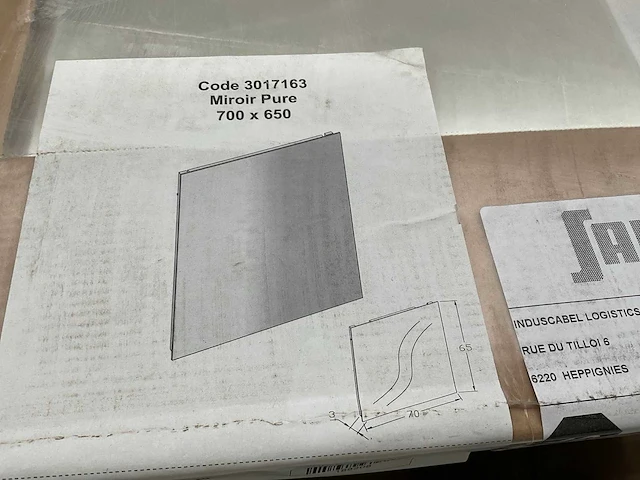 Code 3017163
Miroir Pure
700 x 650
65
3
70
INDUSCABEL LOGISTICS
RUE DU TILLOI 6
6220 HEPPIGNIES